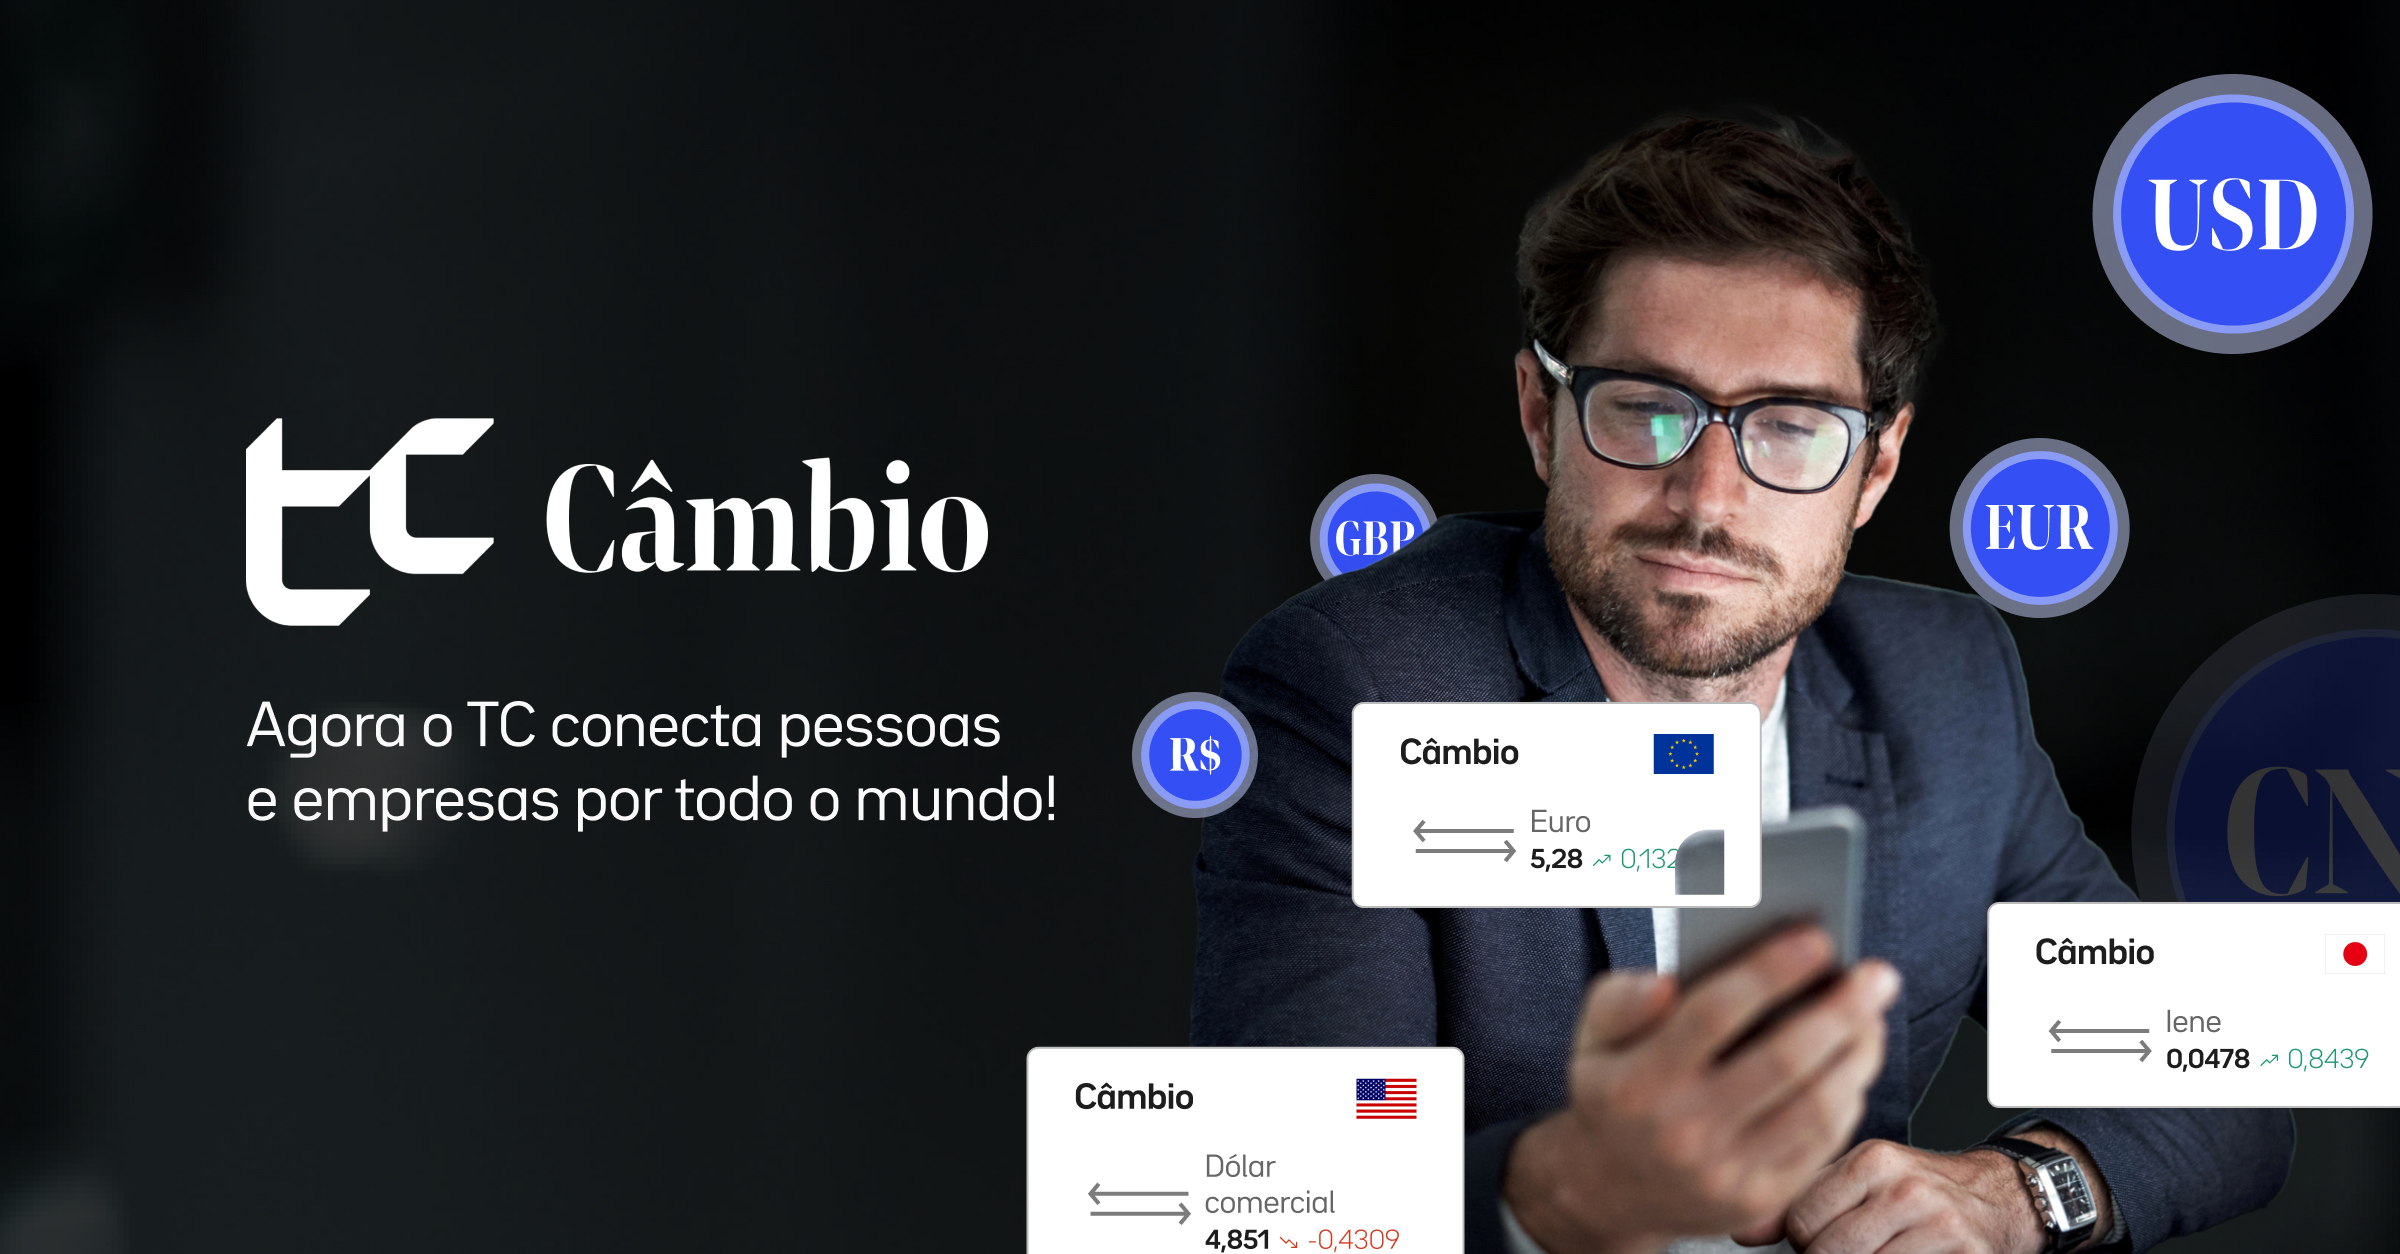 tc Câmbio
Agora o TC conecta pessoas
e empresas por todo o mundo!
USD
GBP
EUR
R$
Câmbio
Euro
5,28 0,132
Câmbio
Iene
0,0478 0,8439
Câmbio
Dólar
comercial
4,851 -0,4309